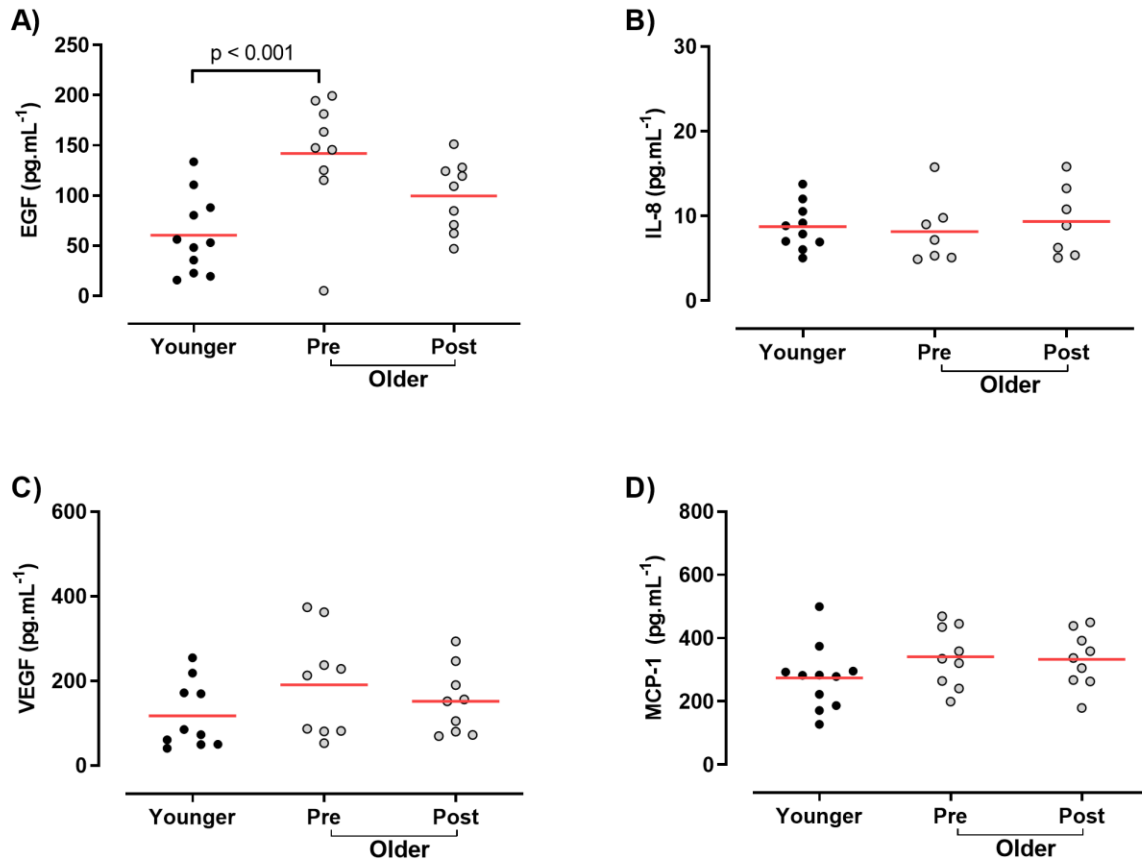 A)
EGF (pg.mL⁻¹)
250
200
150
100
50
0
p < 0.001
Younger Pre Post
Older
B)
IL-8 (pg.mL⁻¹)
30
20
10
0
Younger Pre Post
Older
C)
VEGF (pg.mL⁻¹)
600
400
200
0
Younger Pre Post
Older
D)
MCP-1 (pg.mL⁻¹)
800
600
400
200
0
Younger Pre Post
Older